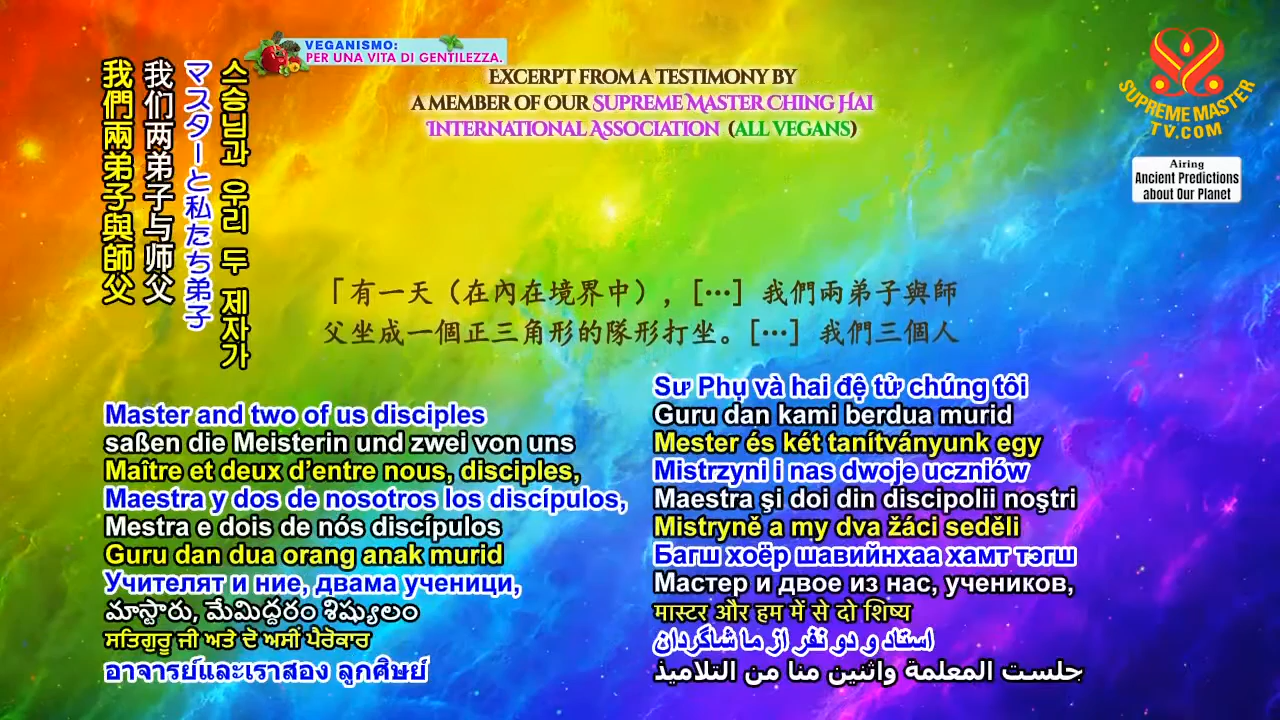 VEGANISMO:
PER UNA VITA DI GENTILEZZA.
EXCERPT FROM A TESTIMONY BY
A MEMBER OF OUR SUPREME MASTER CHING HAI
INTERNATIONAL ASSOCIATION (ALL VEGANS)
SUPREME MASTER
TV.COM
Airing
Ancient Predictions
about Our Planet
我們兩弟子與師父
我们两弟子与师父
マスターと私たち弟子
스승님과 우리 두 제자가
「有一天（在內在境界中），[⋯] 我們兩弟子與師
父坐成一個正三角形的隊形打坐。[⋯] 我們三個人
Master and two of us disciples
saßen die Meisterin und zwei von uns
Maître et deux d’entre nous, disciples,
Maestra y dos de nosotros los discípulos,
Mestra e dois de nós discípulos
Guru dan dua orang anak murid
Учителят и ние, двама ученици,
మాస్టారు, మేమిద్దరం శిష్యులం
ਸਤਿਗੁਰੂ ਜੀ ਅਤੇ ਦੋ ਅਸੀਂ ਪੈਰੋਕਾਰ
อาจารย์และเราสอง ลูกศิษย์
Sư Phụ và hai đệ tử chúng tôi
Guru dan kami berdua murid
Mester és két tanítványunk egy
Mistrzyni i nas dwoje uczniów
Maestra şi doi din discipolii noştri
Mistryně a my dva žáci seděli
Багш хоёр шавийнхаа хамт тэгш
Мастер и двое из нас, учеников,
मास्टर और हम में से दो शिष्य
استاد و دو نفر از ما شاگردان
جلست المعلمة واثنين منا من التلاميذ